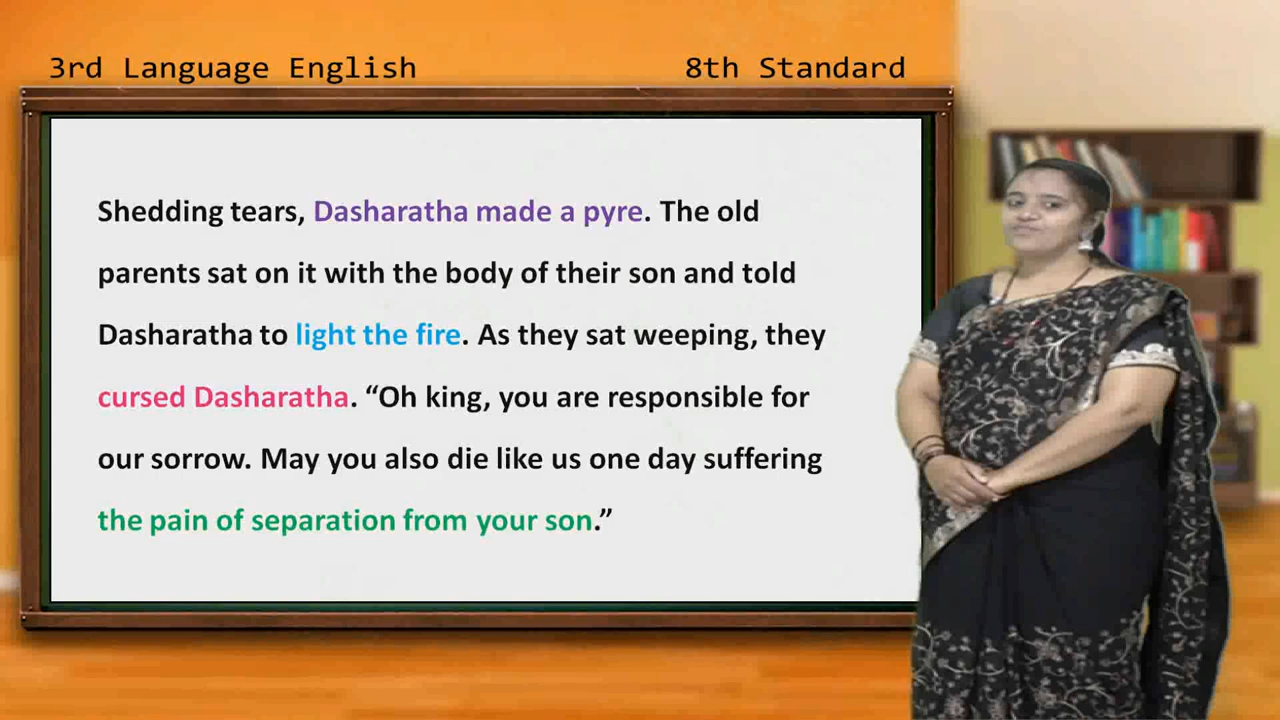 3rd Language English
8th Standard
Shedding tears, Dasharatha made a pyre. The old
parents sat on it with the body of their son and told
Dasharatha to light the fire. As they sat weeping, they
cursed Dasharatha. “Oh king, you are responsible for
our sorrow. May you also die like us one day suffering
the pain of separation from your son.”